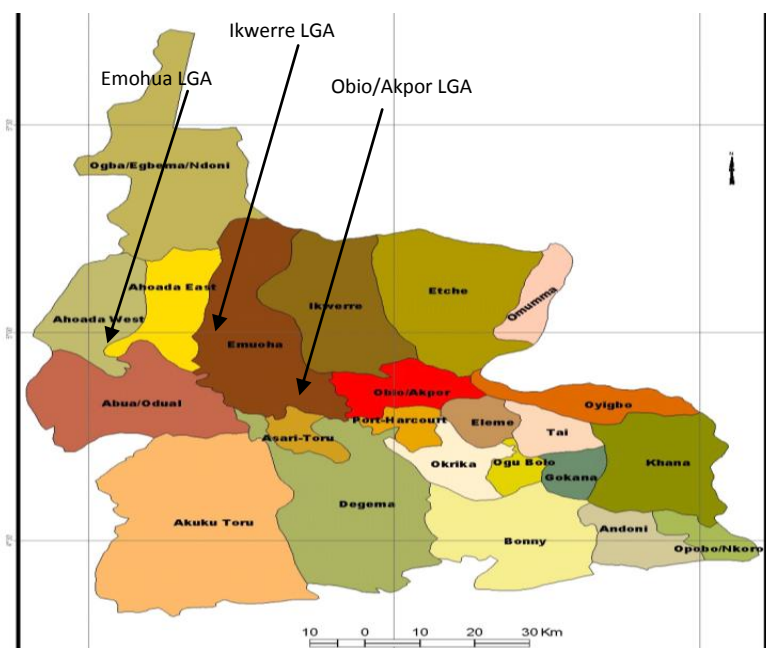 Ikwerre LGA
Emohua LGA
Obio/Akpor LGA
Ogba/Egbema/Ndoni
N
Ahoada East
Ahoada West
Ikwerre
Etche
Omumma
Emuoha
Abua/Odual
Obio/Akpor
Oyigbo
Port-Harcourt
Eleme
Tai
Asari-Toru
Okrika
Ogu Bolo
Gokana
Khana
Degema
Akuku Toru
Bonny
Andoni
Opobo/Nkoro
10 0 10 20 30 Km